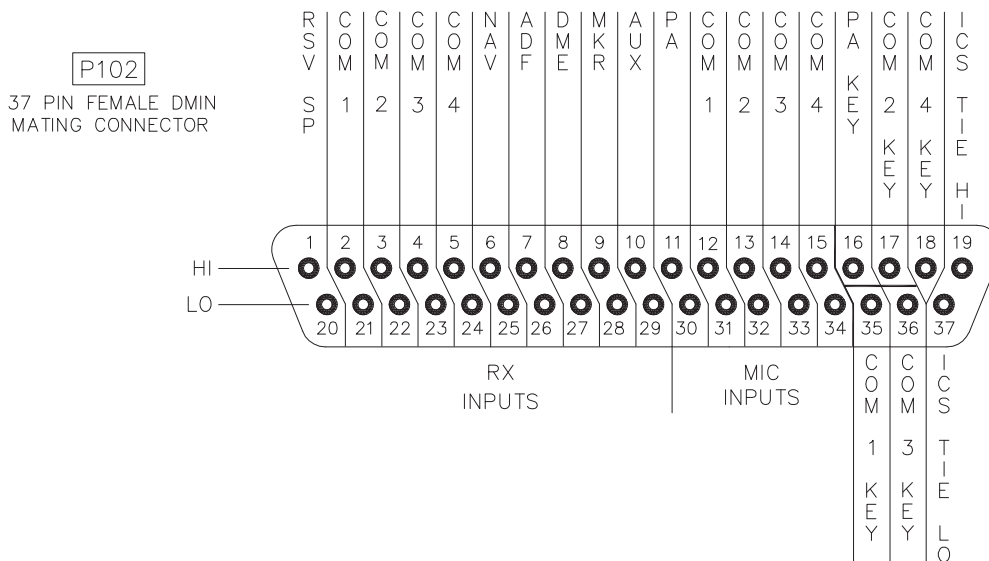 P102
37 PIN FEMALE DMIN
MATING CONNECTOR
RSV SP
COM 1
COM 2
COM 3
COM 4
NAV
ADF
DME
MKR
AUX
PA
COM 1
COM 2
COM 3
COM 4
PA KEY
COM 2 KEY
COM 4 KEY
ICS TIE HI
1 2 3 4 5 6 7 8 9 10 11 12 13 14 15 16 17 18 19
HI
LO
20 21 22 23 24 25 26 27 28 29 30 31 32 33 34 35 36 37
RX
INPUTS
MIC
INPUTS
COM 1 KEY
COM 3 KEY
ICS TIE LO